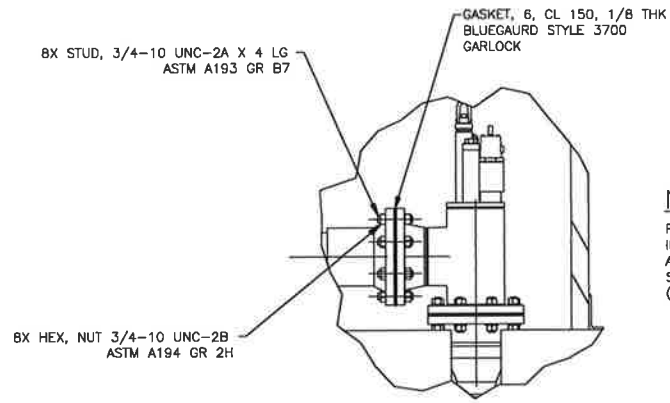 GASKET, 6, CL 150, 1/8 THK
BLUEGAURD STYLE 3700
GARLOCK
8X STUD, 3/4-10 UNC-2A X 4 LG
ASTM A193 GR B7
8X HEX, NUT 3/4-10 UNC-2B
ASTM A194 GR 2H